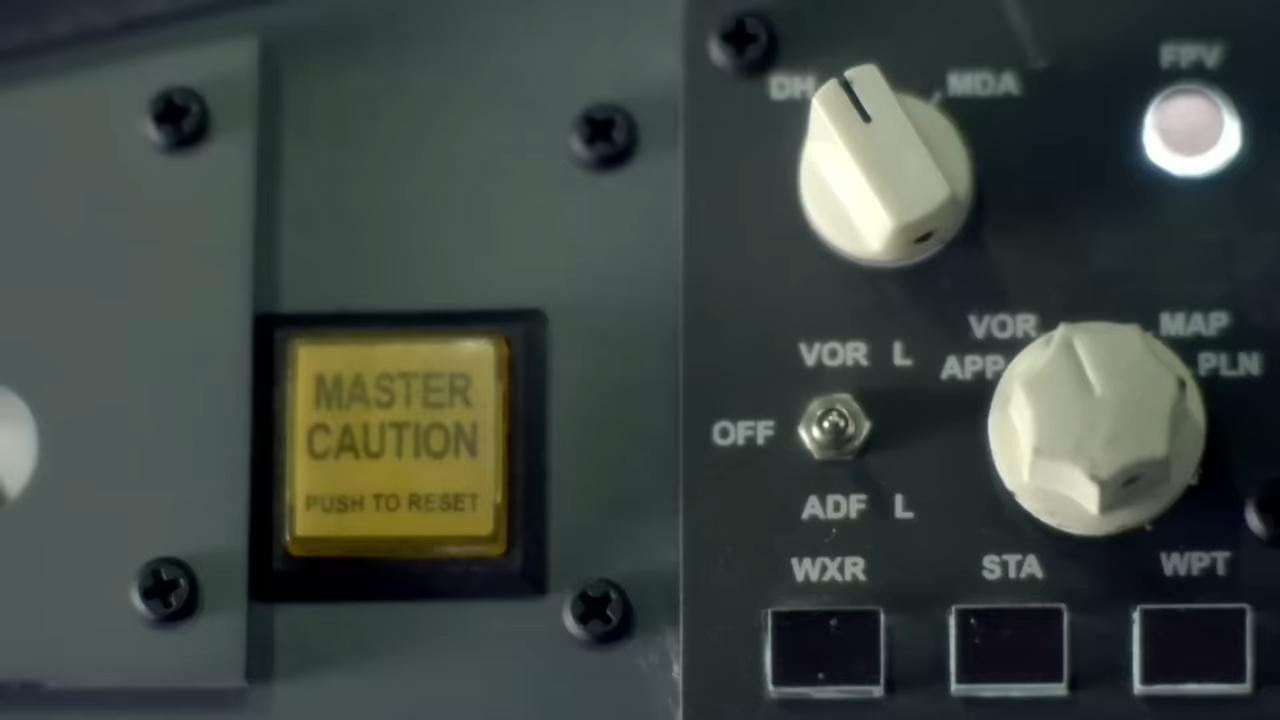 MASTER
CAUTION
PUSH TO RESET
DH MDA FPV
VOR MAP
APP PLN
VOR L
OFF
ADF L
WXR STA WPT